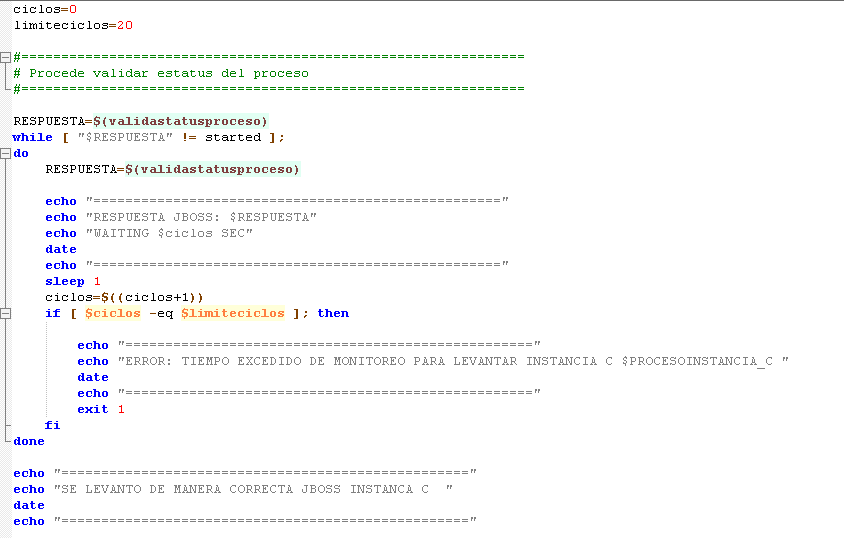 ciclos=0
limiteciclos=20
#===============================================================
# Procede validar estatus del proceso
#===============================================================
RESPUESTA=$(validastatusproceso)
while [ "$RESPUESTA" != started ];
do
RESPUESTA=$(validastatusproceso)
echo "==================================================="
echo "RESPUESTA JBOSS: $RESPUESTA"
echo "WAITING $ciclos SEC"
date
echo "==================================================="
sleep 1
ciclos=$((ciclos+1))
if [ $ciclos -eq $limiteciclos ]; then
echo "==================================================="
echo "ERROR: TIEMPO EXCEDIDO DE MONITOREO PARA LEVANTAR INSTANCIA C $PROCESOINSTANCIA_C "
date
echo "==================================================="
exit 1
fi
done
echo "==================================================="
echo "SE LEVANTO DE MANERA CORRECTA JBOSS INSTANCA C  "
date
echo "==================================================="